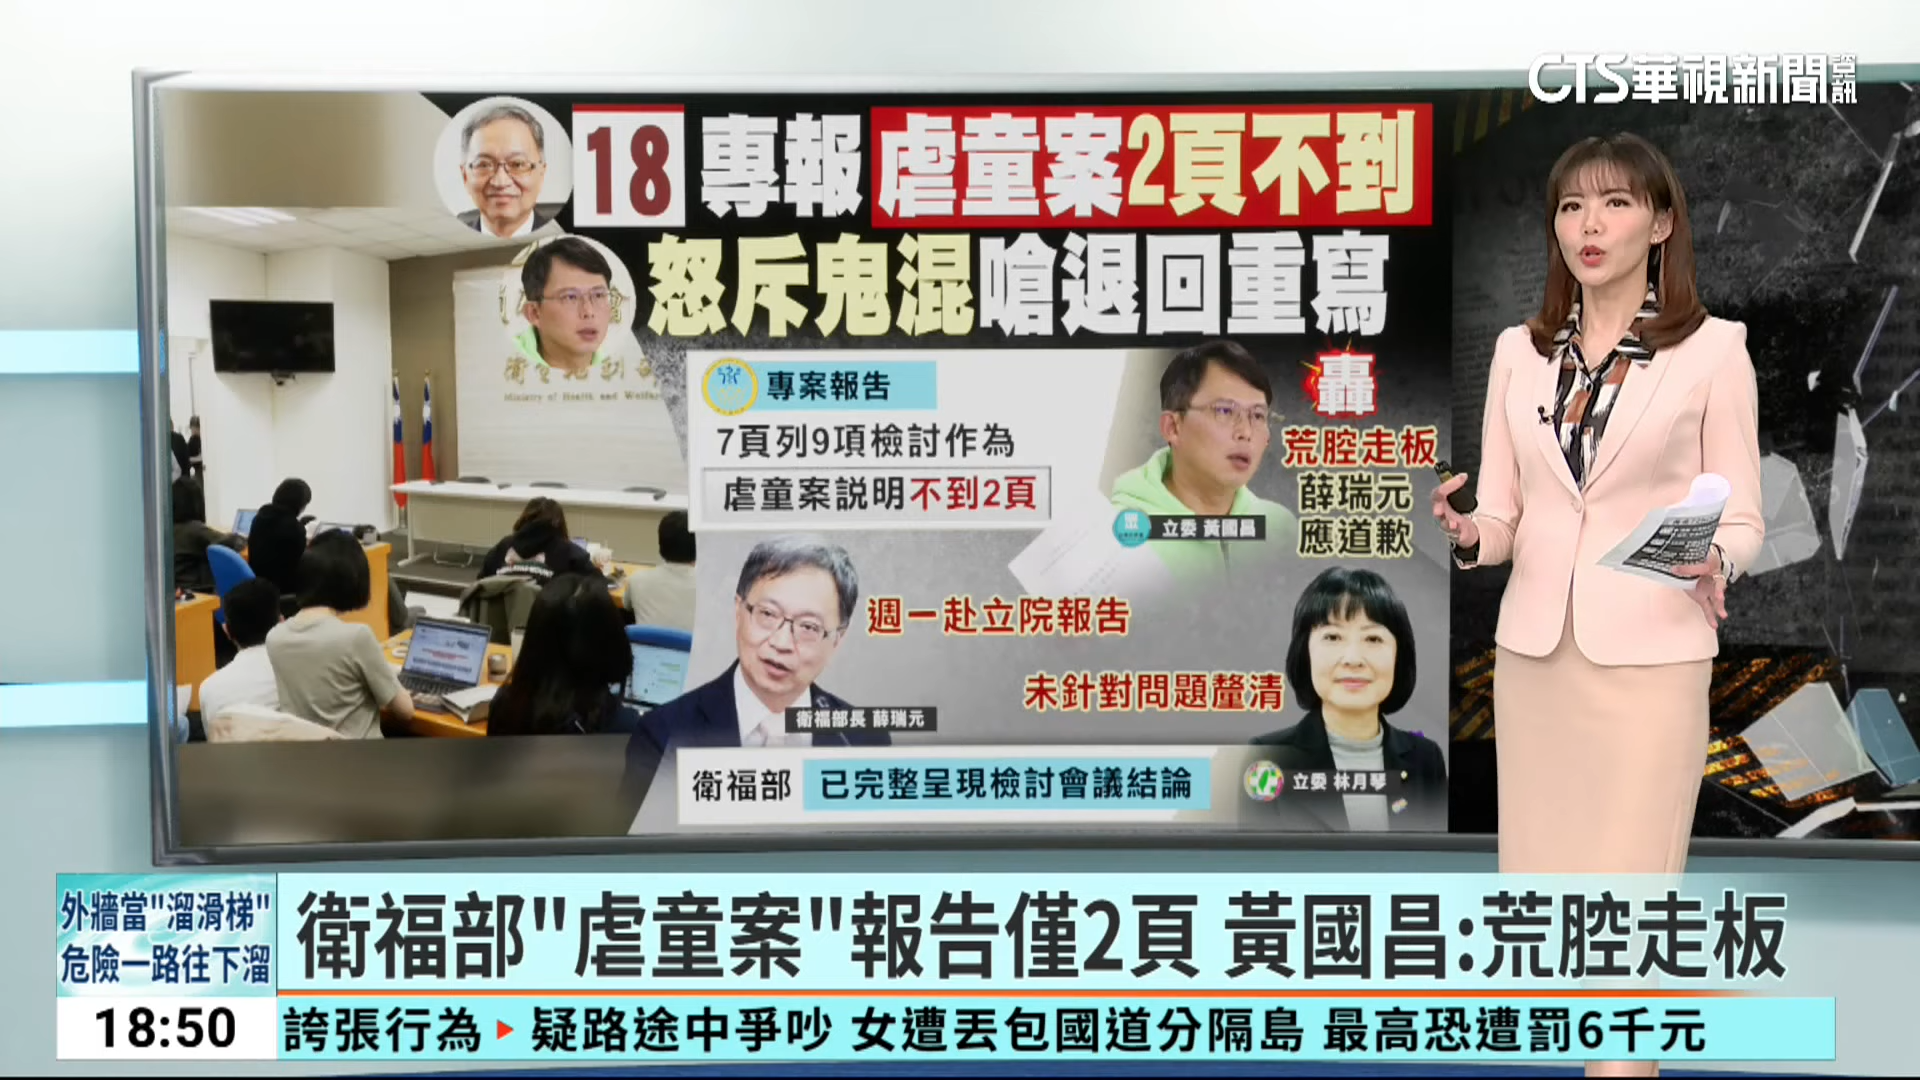 CTS華視新聞資訊
18 專報 虐童案2頁不到
怒斥鬼混嗆退回重寫
Ministry of Health and Welfare
專案報告
7頁列9項檢討作為
虐童案説明不到2頁
轟
荒腔走板
薛瑞元
應道歉
立委 黃國昌
週一赴立院報告
未針對問題釐清
衛福部長 薛瑞元
衛福部 已完整呈現檢討會議結論
立委 林月琴
外牆當"溜滑梯"
危險一路往下溜
衛福部"虐童案"報告僅2頁 黃國昌:荒腔走板
18:50
誇張行為▶疑路途中爭吵 女遭丟包國道分隔島 最高恐遭罰6千元